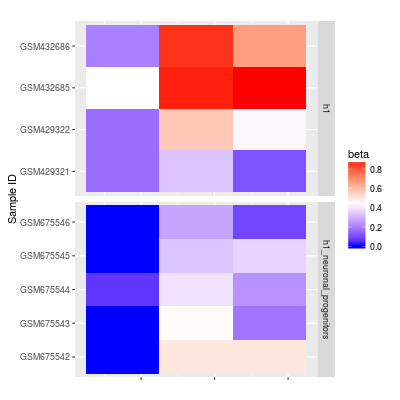 GSM432686
GSM432685
GSM429322
GSM429321
h1
GSM675546
GSM675545
GSM675544
GSM675543
GSM675542
h1_neuronal_progenitors
Sample ID
beta
0.8
0.6
0.4
0.2
0.0